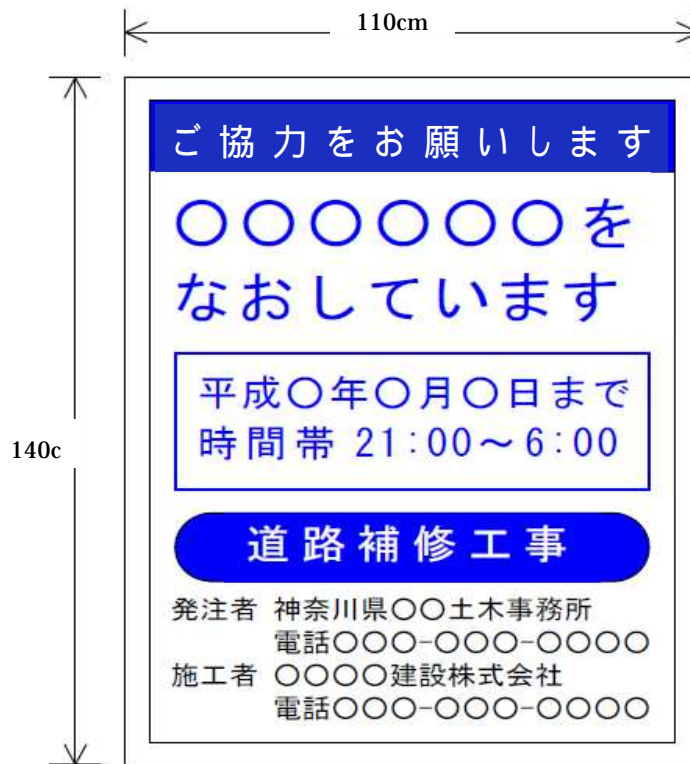 110cm
ご協力をお願いします
〇〇〇〇〇〇を
なおしています
平成〇年〇月〇日まで
時間帯 21:00～6:00
140c
道路補修工事
発注者 神奈川県〇〇土木事務所
電話〇〇〇-〇〇〇-〇〇〇〇
施工者 〇〇〇〇建設株式会社
電話〇〇〇-〇〇〇-〇〇〇〇